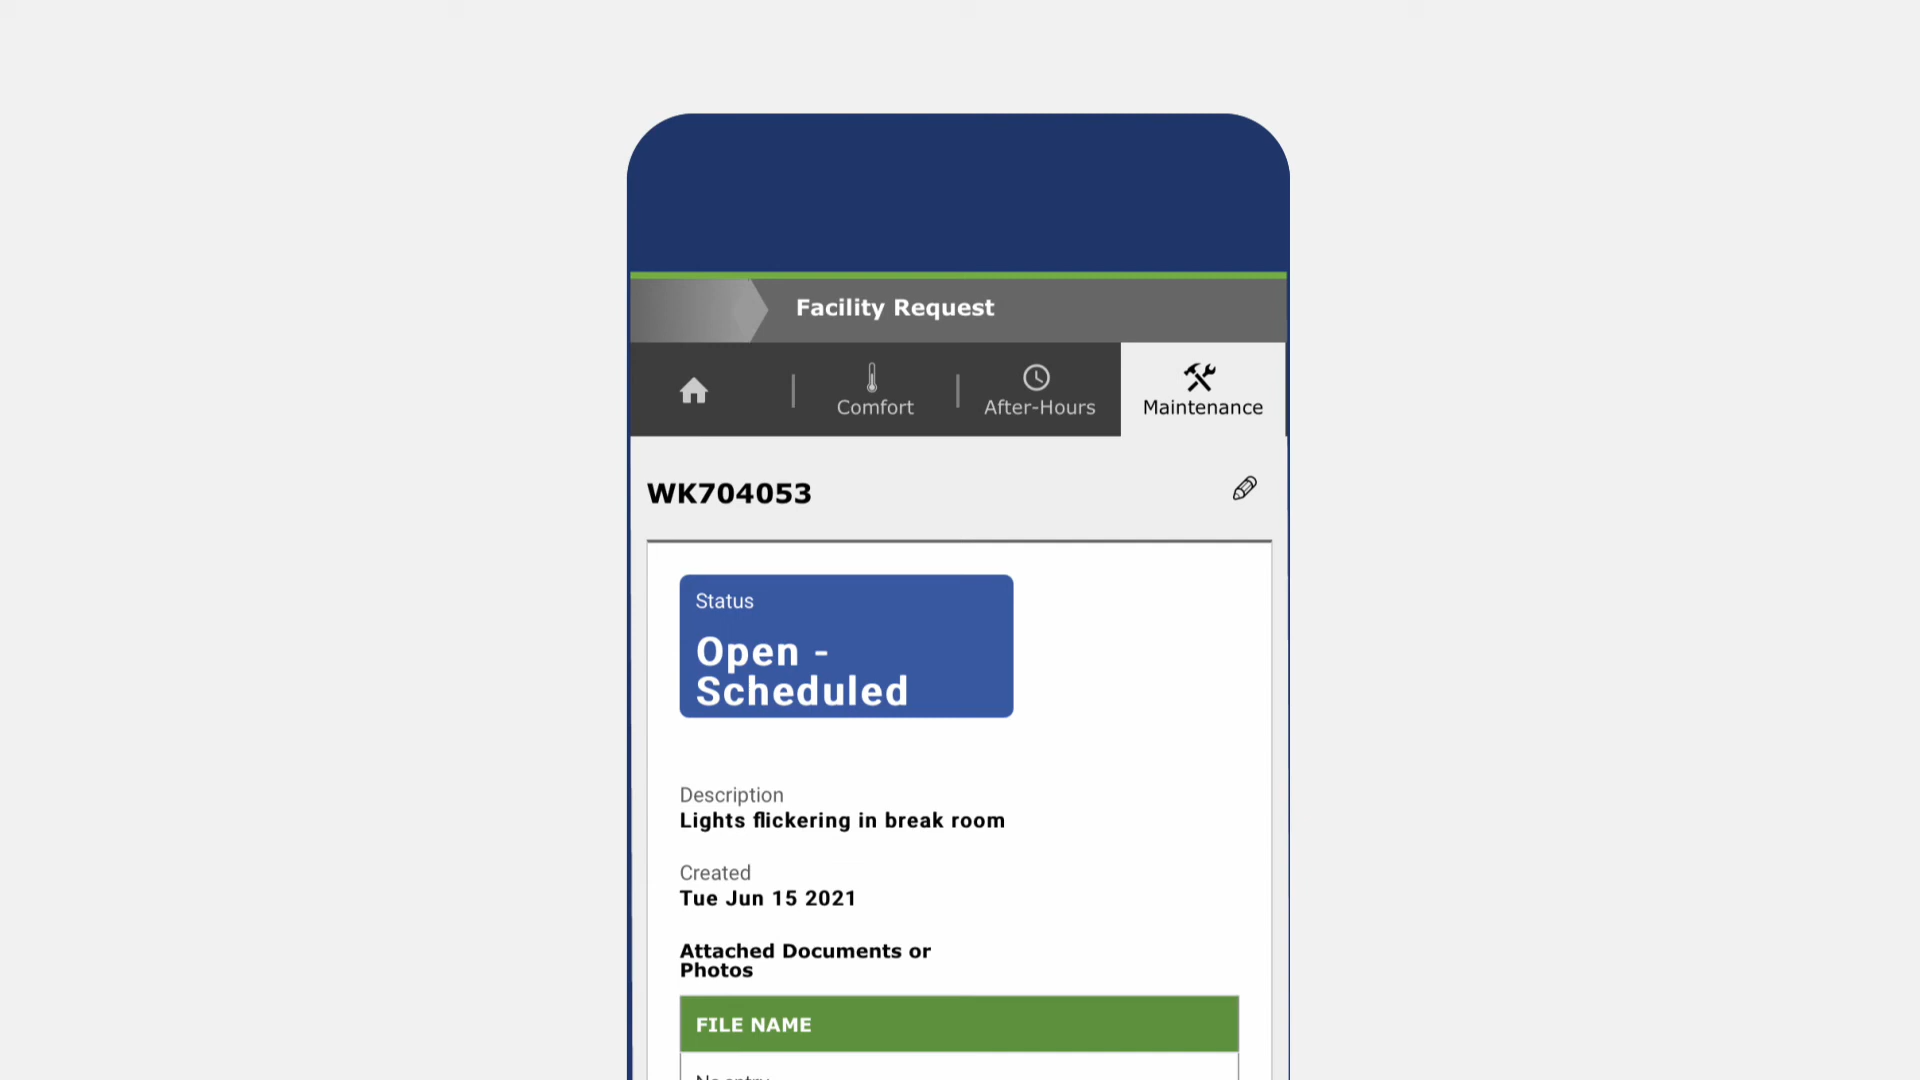 Facility Request
Comfort
After-Hours
Maintenance
WK704053
Status
Open -
Scheduled
Description
Lights flickering in break room
Created
Tue Jun 15 2021
Attached Documents or
Photos
FILE NAME